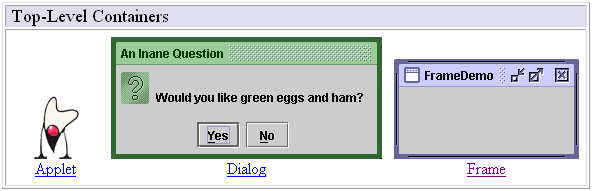 Top-Level Containers
An Inane Question
FrameDemo
?
Would you like green eggs and ham?
Yes No
Applet Dialog Frame